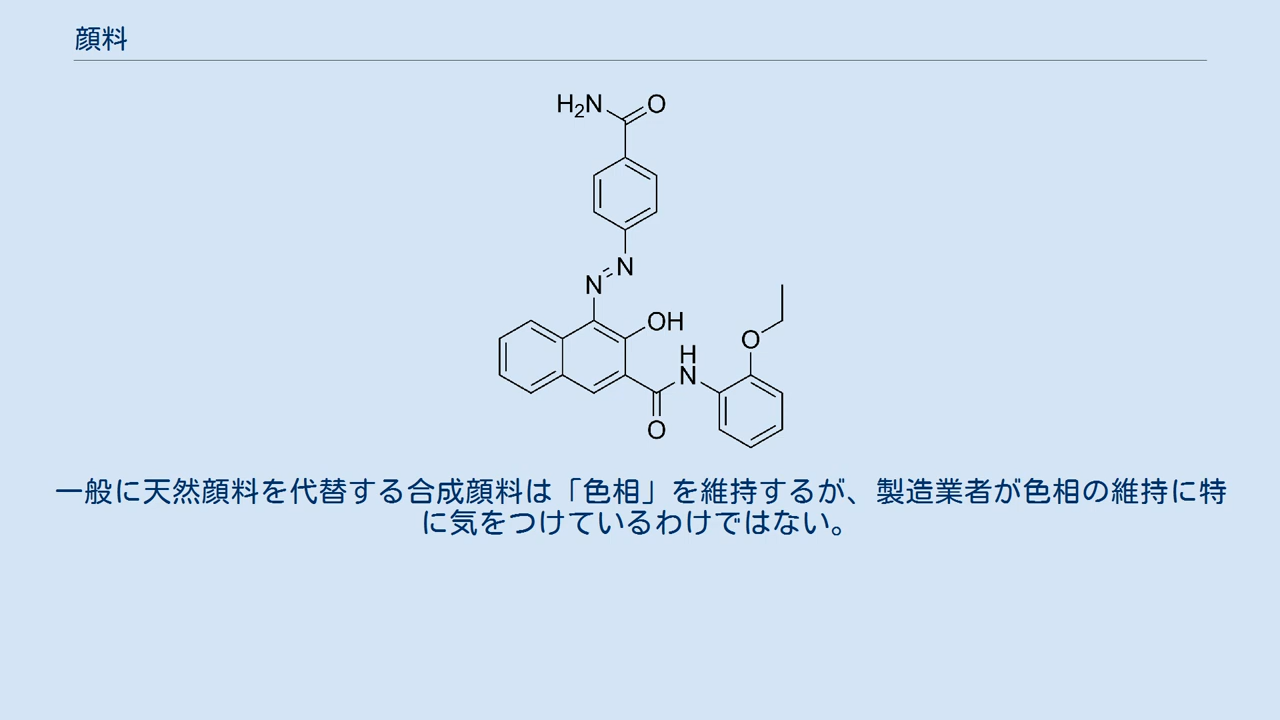 顔料
H₂N O
N
N
OH
O
H
N
O
一般に天然顔料を代替する合成顔料は「色相」を維持するが、製造業者が色相の維持に特
に気をつけているわけではない。